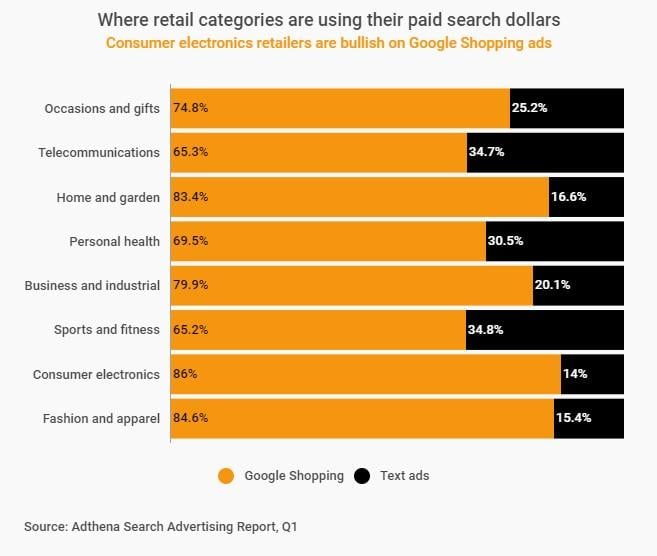 Where retail categories are using their paid search dollars
Consumer electronics retailers are bullish on Google Shopping ads
Occasions and gifts 74.8% 25.2%
Telecommunications 65.3% 34.7%
Home and garden 83.4% 16.6%
Personal health 69.5% 30.5%
Business and industrial 79.9% 20.1%
Sports and fitness 65.2% 34.8%
Consumer electronics 86% 14%
Fashion and apparel 84.6% 15.4%
Google Shopping Text ads
Source: Adthena Search Advertising Report, Q1